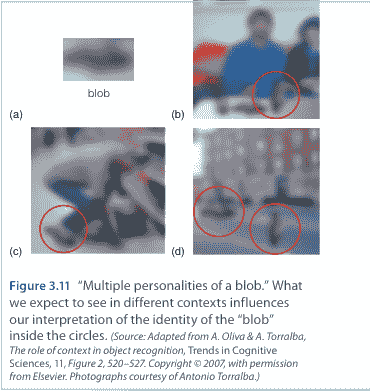 blob
(a)
(b)
(c)
(d)
Figure 3.11 “Multiple personalities of a blob.” What
we expect to see in different contexts influences
our interpretation of the identity of the “blob”
inside the circles. (Source: Adapted from A. Oliva & A. Torralba,
The role of context in object recognition, Trends in Cognitive
Sciences, 11, Figure 2, 520–527. Copyright © 2007, with permission
from Elsevier. Photographs courtesy of Antonio Torralba.)